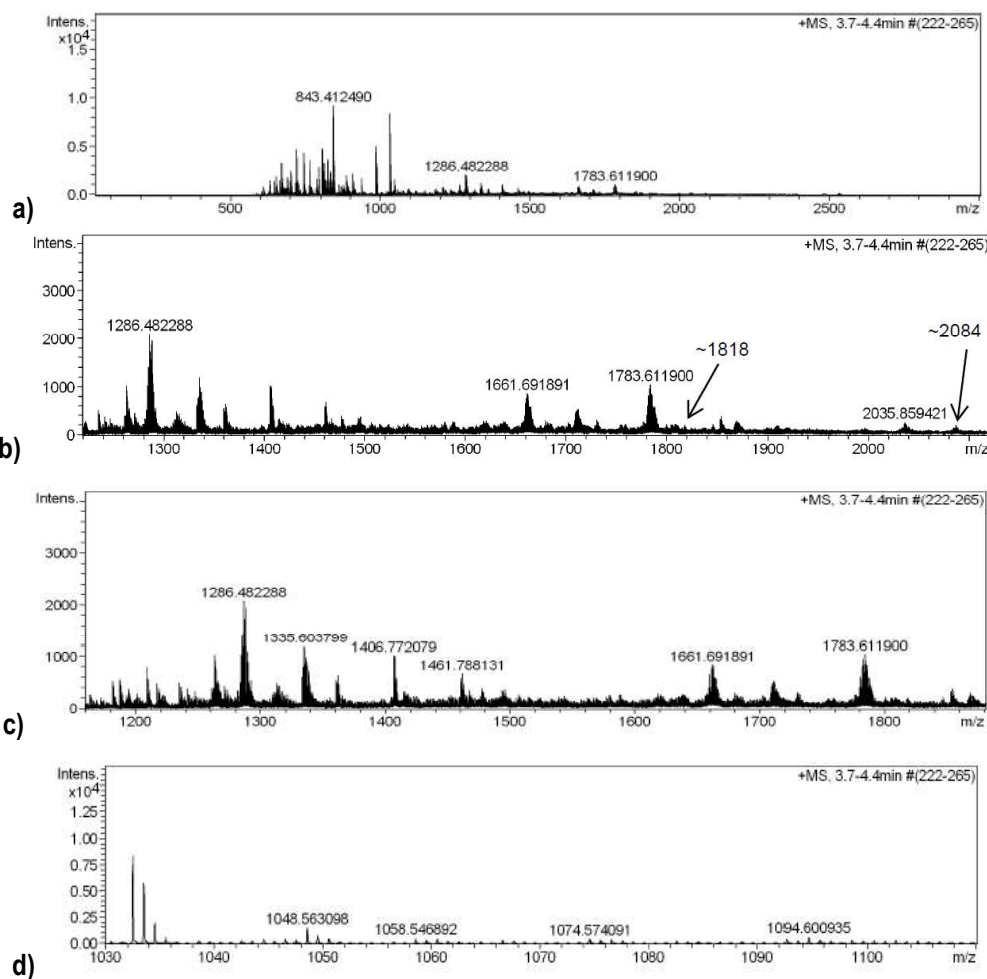 Intens.
x10⁴
+MS, 3.7-4.4min #(222-265)
1.5
1.0
0.5
0.0
843.412490
1286.482288
1783.611900
500 1000 1500 2000 2500 m/z
a)
Intens.
+MS, 3.7-4.4min #(222-265)
3000
2000
1000
0
1286.482288
1661.691891
1783.611900
~1818
2035.859421
~2084
1300 1400 1500 1600 1700 1800 1900 2000 m/z
b)
Intens.
+MS, 3.7-4.4min #(222-265)
3000
2000
1000
0
1286.482288
1335.603799
1406.772079
1461.788131
1661.691891
1783.611900
1200 1300 1400 1500 1600 1700 1800 m/z
c)
Intens.
x10⁴
+MS, 3.7-4.4min #(222-265)
1.25
1.00
0.75
0.50
0.25
0.00
1048.563098
1058.546892
1074.574091
1094.600935
1030 1040 1050 1060 1070 1080 1090 1100 m/z
d)